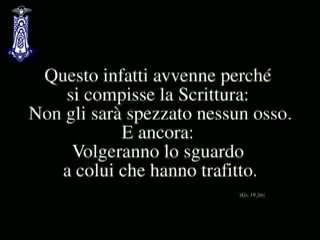 Questo infatti avvenne perché
si compisse la Scrittura:
Non gli sarà spezzato nessun osso.
E ancora:
Volgeranno lo sguardo
a colui che hanno trafitto.